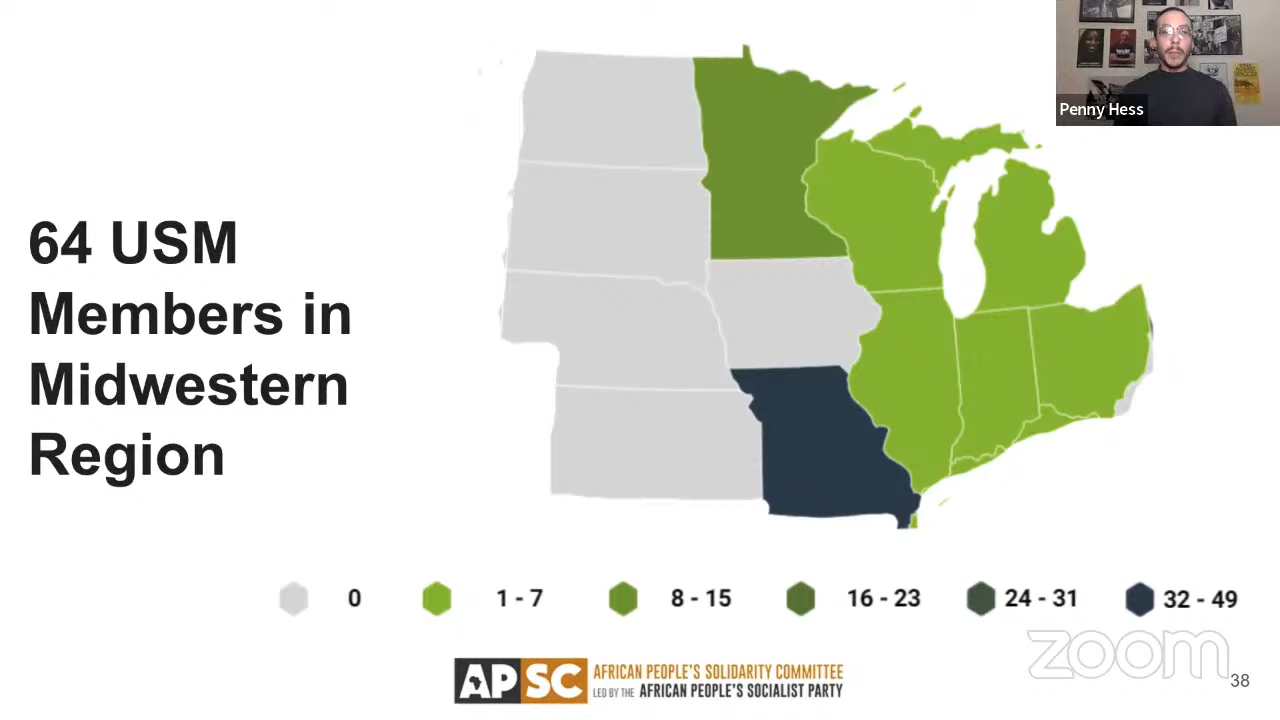 Penny Hess
64 USM
Members in
Midwestern
Region
0 1 - 7 8 - 15 16 - 23 24 - 31 32 - 49
zoom
APSC AFRICAN PEOPLE'S SOLIDARITY COMMITTEE
LED BY THE AFRICAN PEOPLE'S SOCIALIST PARTY
38